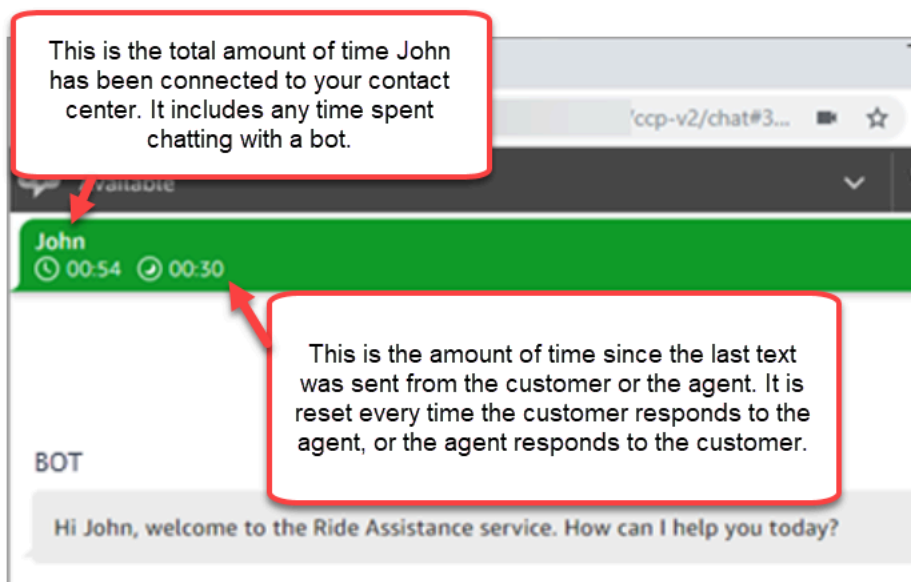 This is the total amount of time John
has been connected to your contact
center. It includes any time spent
chatting with a bot.
/ccp-v2/chat#3...
Available
John
00:54 00:30
This is the amount of time since the last text
was sent from the customer or the agent. It is
reset every time the customer responds to the
agent, or the agent responds to the customer.
BOT
Hi John, welcome to the Ride Assistance service. How can I help you today?